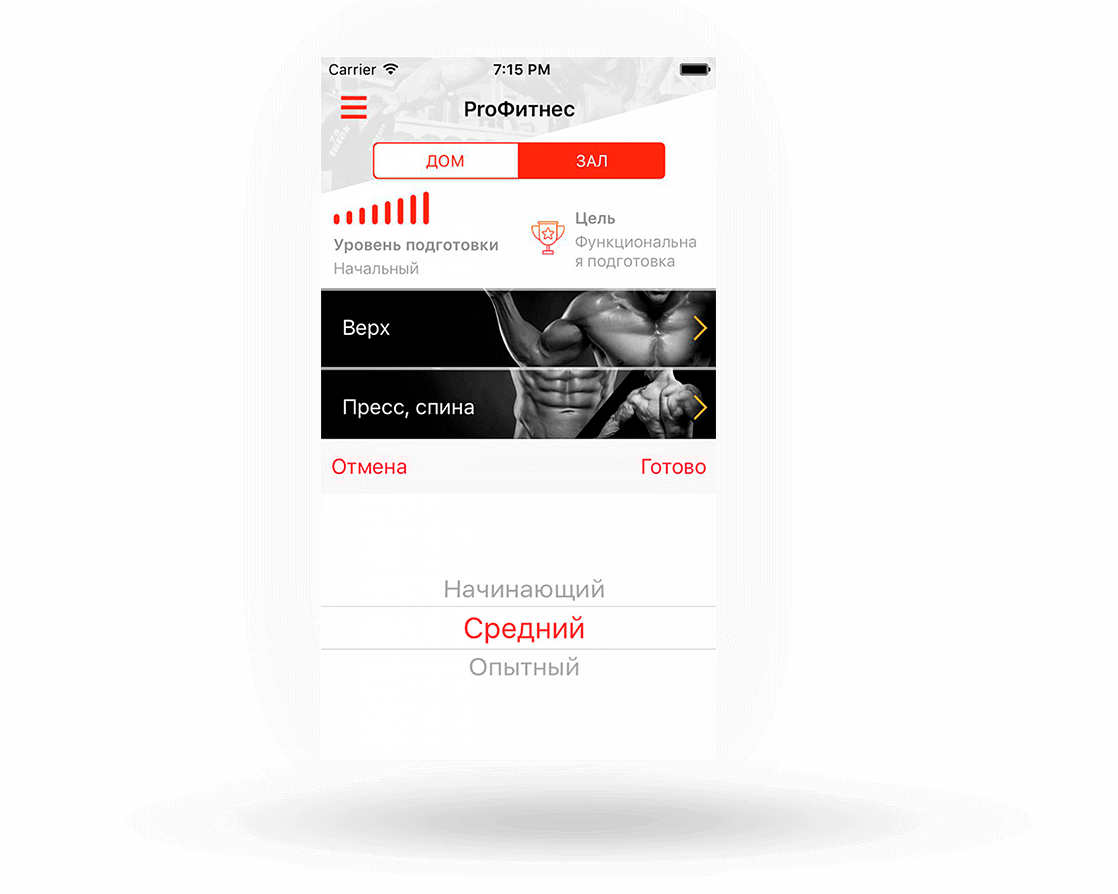 Carrier 7:15 PM
ProФитнес
ДОМ ЗАЛ
Уровень подготовки
Начальный
Цель
Функциональна
я подготовка
Верх
Пресс, спина
Отмена Готово
Начинающий
Средний
Опытный